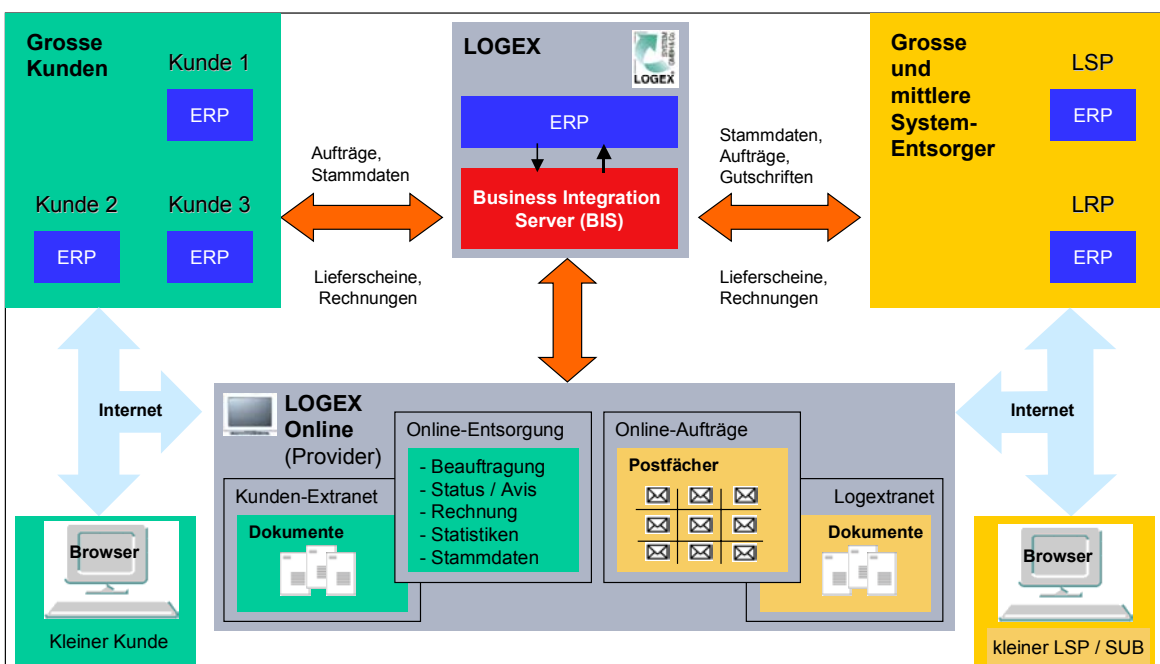 Grosse
Kunden
Kunde 1
ERP
Kunde 2
Kunde 3
ERP
ERP
Aufträge,
Stammdaten
Lieferscheine,
Rechnungen
LOGEX
SYSTEM
GMBH & Co.
LOGEX
ERP
Business Integration
Server (BIS)
Stammdaten,
Aufträge,
Gutschriften
Lieferscheine,
Rechnungen
Grosse
und
mittlere
System-
Entsorger
LSP
ERP
LRP
ERP
Internet
Internet
LOGEX
Online
(Provider)
Kunden-Extranet
Dokumente
Online-Entsorgung
- Beauftragung
- Status / Avis
- Rechnung
- Statistiken
- Stammdaten
Online-Aufträge
Postfächer
Logextranet
Dokumente
Browser
Kleiner Kunde
Browser
kleiner LSP / SUB